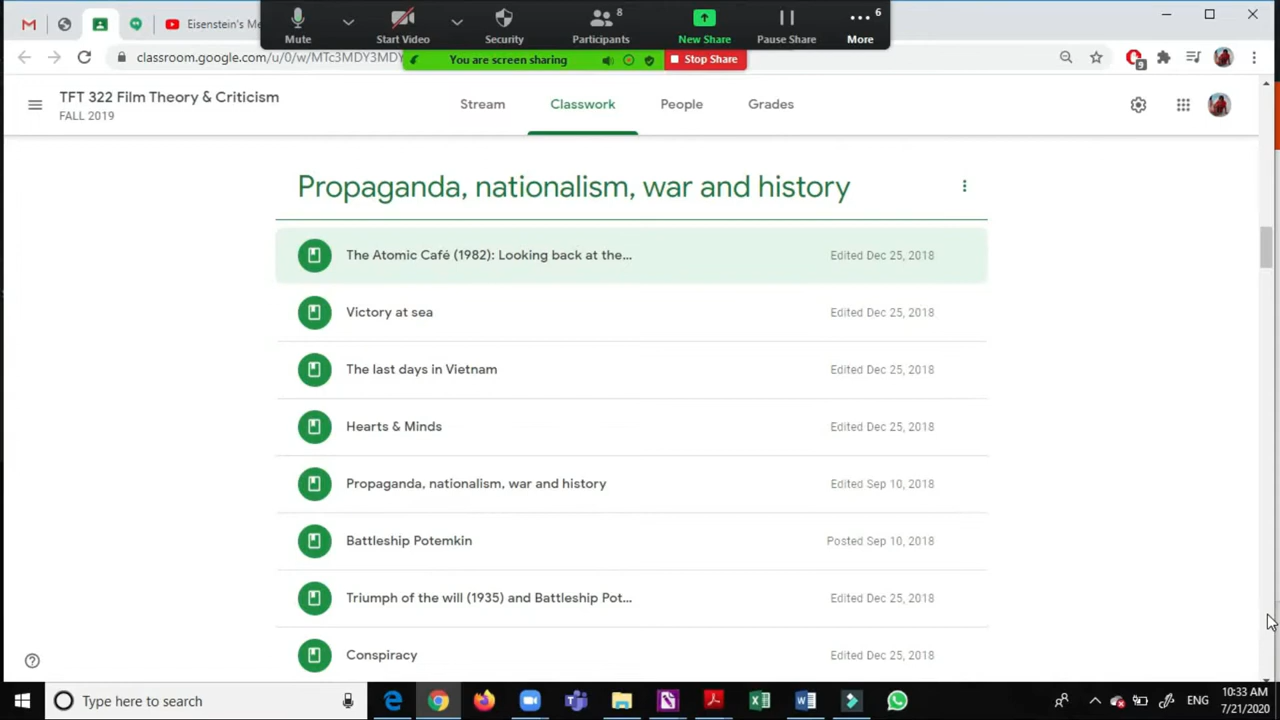 Eisenstein's Me
Mute
Start Video
Security
Participants
8
New Share
Pause Share
More
6
classroom.google.com/u/0/w/MTc3MDY3MDY
You are screen sharing
Stop Share
9
TFT 322 Film Theory & Criticism
FALL 2019
Stream
Classwork
People
Grades
Propaganda, nationalism, war and history
The Atomic Café (1982): Looking back at the...
Edited Dec 25, 2018
Victory at sea
Edited Dec 25, 2018
The last days in Vietnam
Edited Dec 25, 2018
Hearts & Minds
Edited Dec 25, 2018
Propaganda, nationalism, war and history
Edited Sep 10, 2018
Battleship Potemkin
Posted Sep 10, 2018
Triumph of the will (1935) and Battleship Pot...
Edited Dec 25, 2018
Conspiracy
Edited Dec 25, 2018
Type here to search
ENG
10:33 AM
7/21/2020